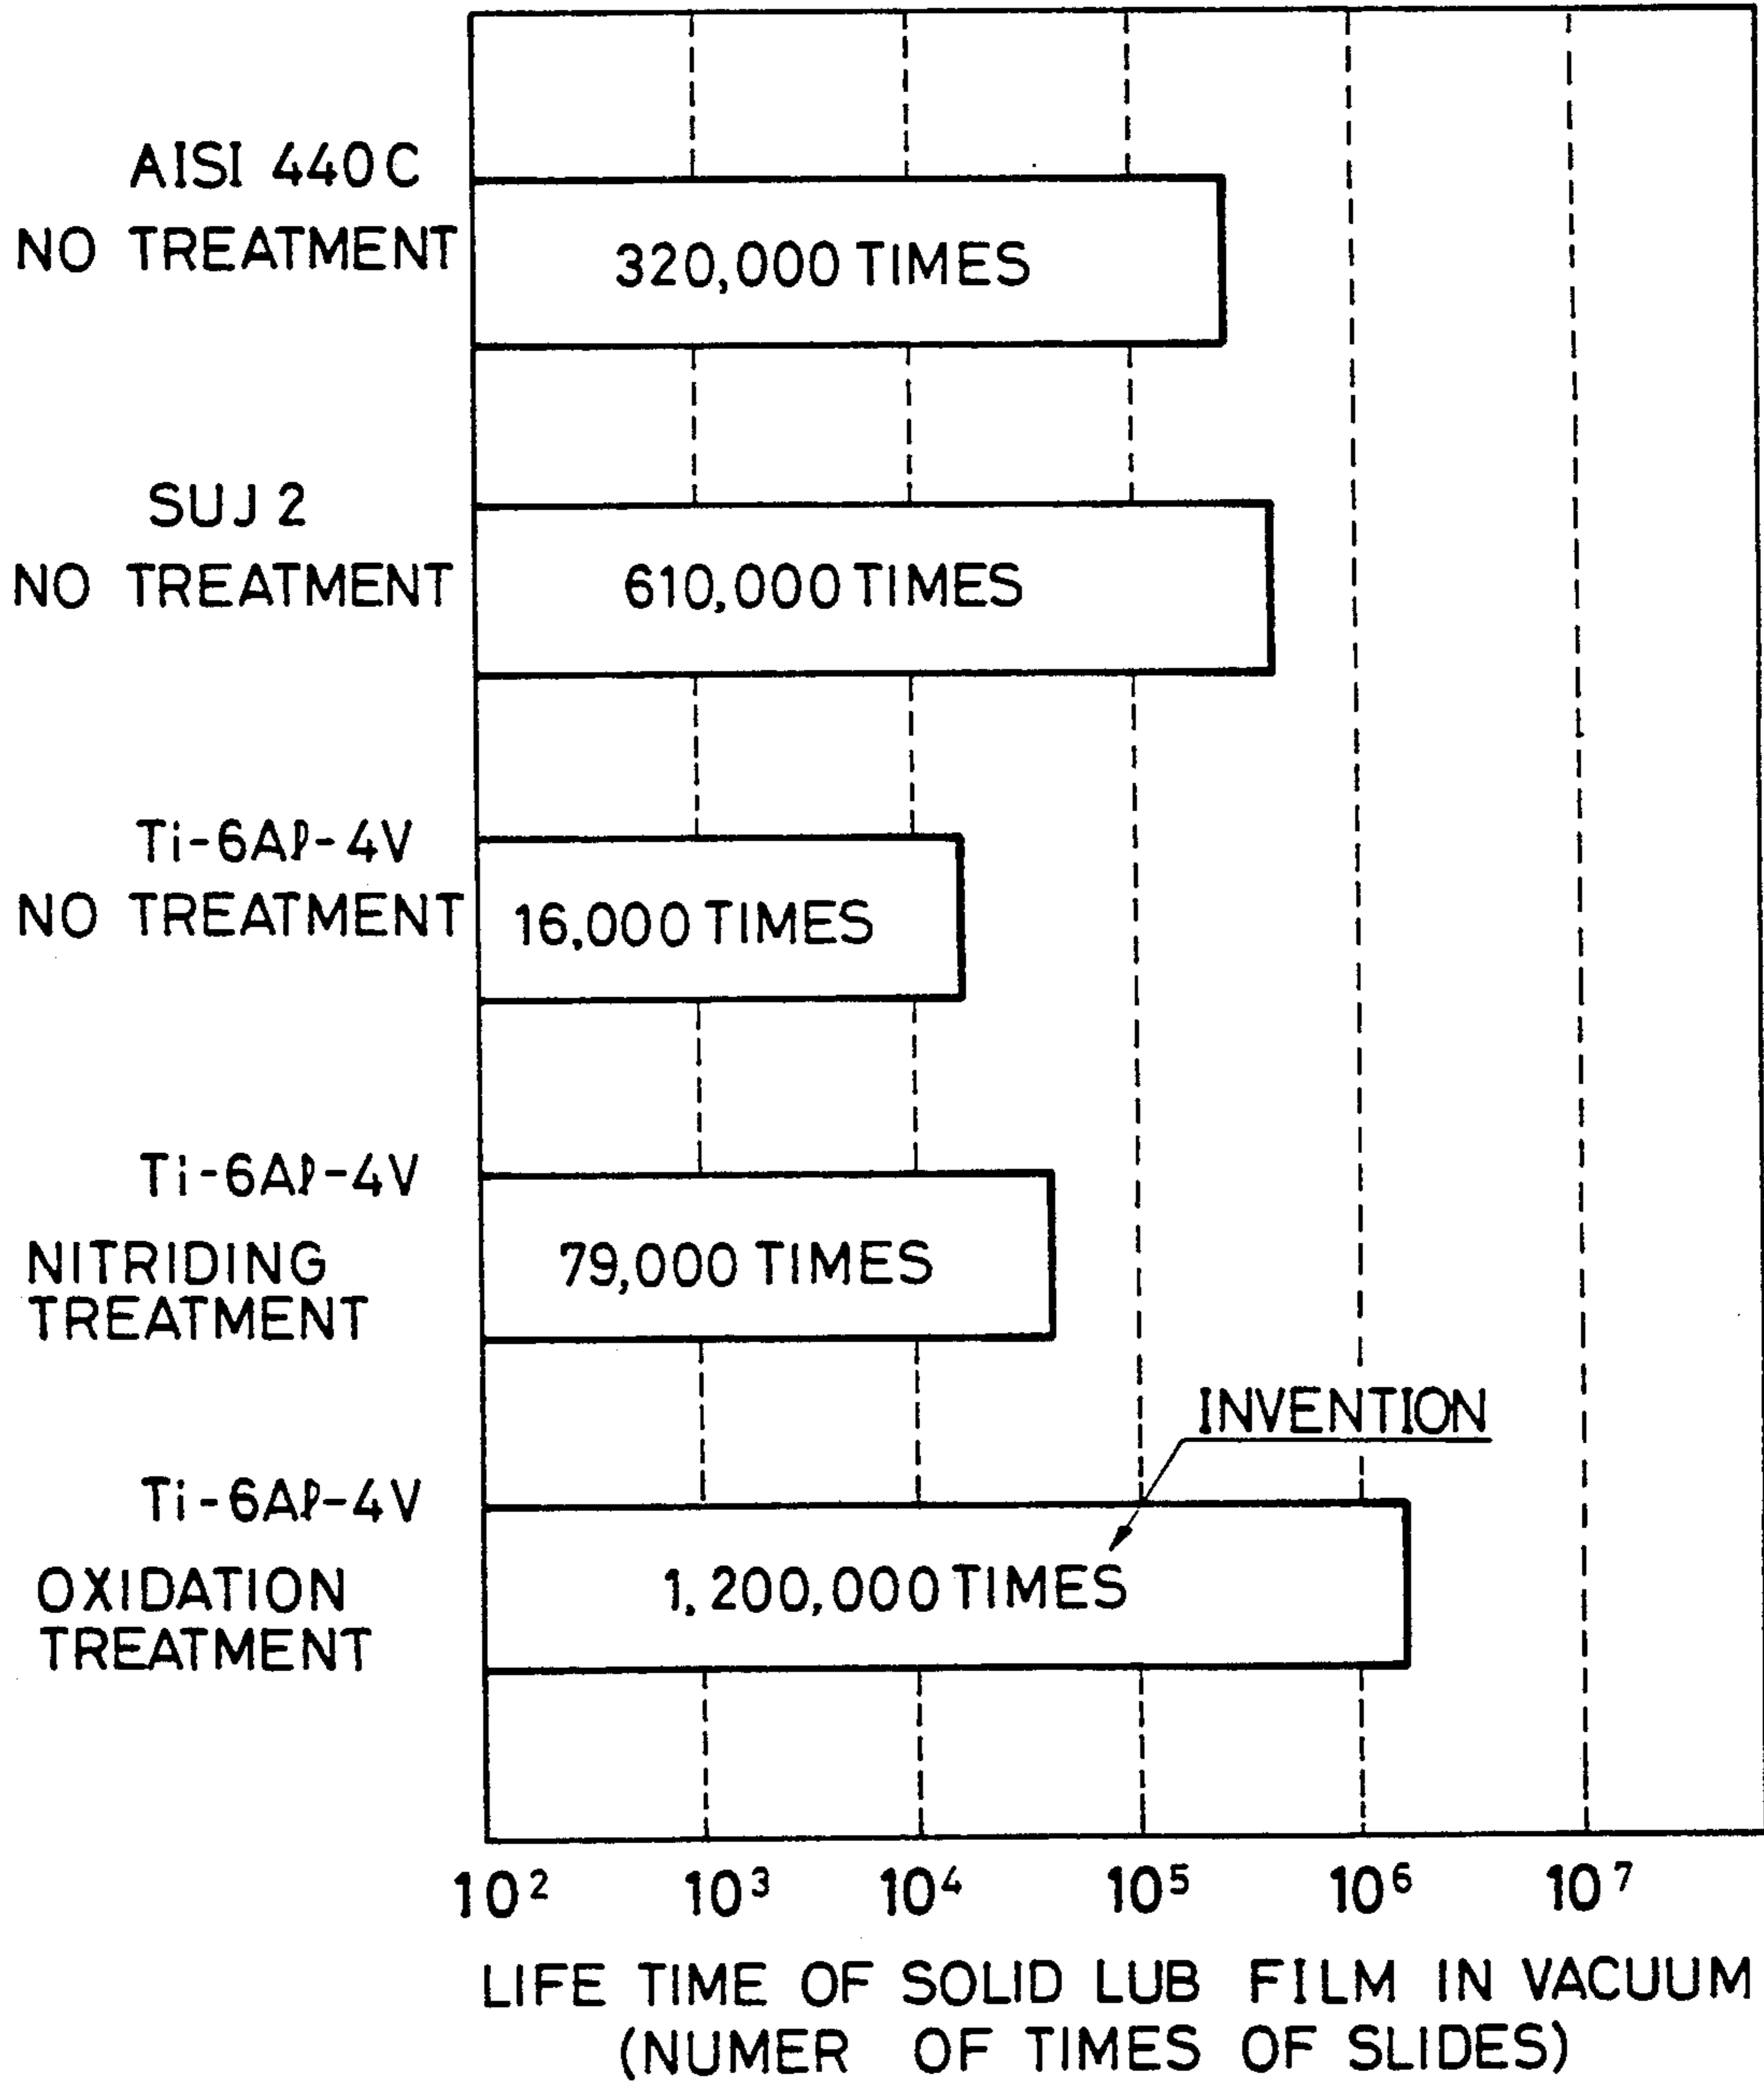 AISI 440C
NO TREATMENT
320,000 TIMES
SUJ 2
NO TREATMENT
610,000 TIMES
Ti-6Aℓ-4V
NO TREATMENT
16,000 TIMES
Ti-6Aℓ-4V
NITRIDING
TREATMENT
79,000 TIMES
INVENTION
Ti-6Aℓ-4V
OXIDATION
TREATMENT
1,200,000 TIMES
10² 10³ 10⁴ 10⁵ 10⁶ 10⁷
LIFE TIME OF SOLID LUB FILM IN VACUUM
(NUMER OF TIMES OF SLIDES)